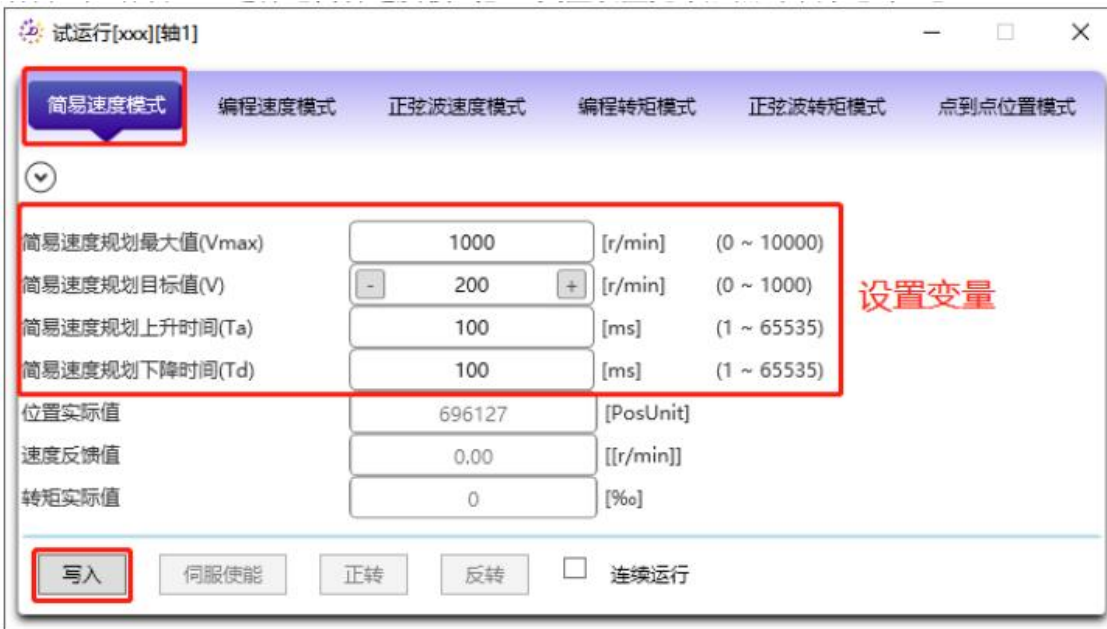 试运行[xxx][轴1]
简易速度模式 编程速度模式 正弦波速度模式 编程转矩模式 正弦波转矩模式 点到点位置模式
简易速度规划最大值(Vmax) 1000 [r/min] (0 ~ 10000)
简易速度规划目标值(V) - 200 + [r/min] (0 ~ 1000)
设置变量
简易速度规划上升时间(Ta) 100 [ms] (1 ~ 65535)
简易速度规划下降时间(Td) 100 [ms] (1 ~ 65535)
位置实际值 696127 [PosUnit]
速度反馈值 0.00 [[r/min]]
转矩实际值 0 [‰]
写入 伺服使能 正转 反转 连续运行